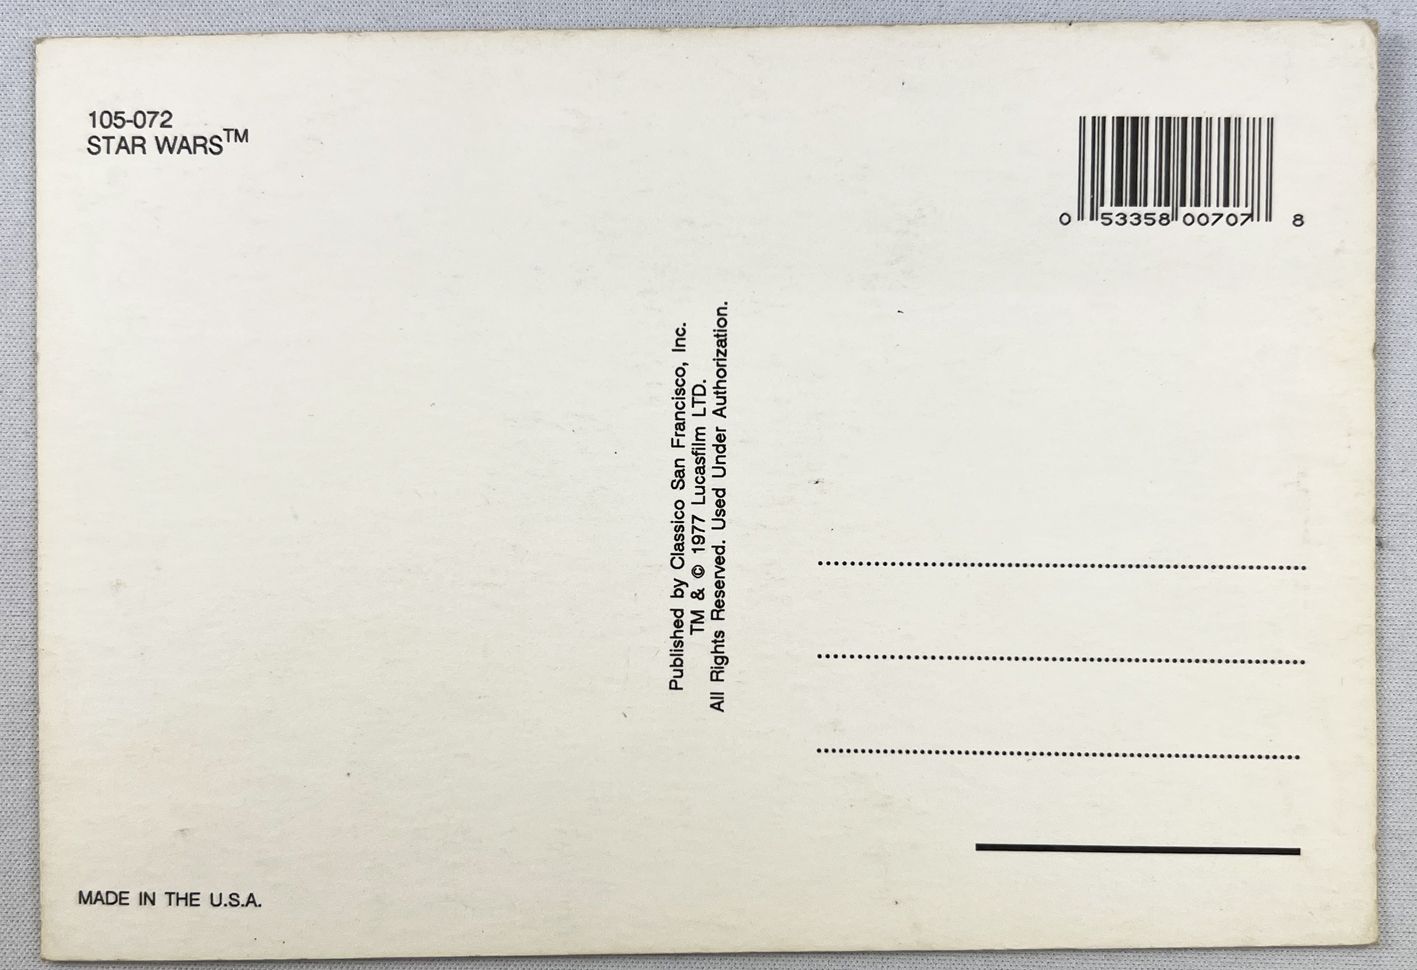 105-072
STAR WARS™
0 53358 00707 8
Published by Classico San Francisco, Inc.
TM & © 1977 Lucasfilm LTD.
All Rights Reserved. Used Under Authorization.
MADE IN THE U.S.A.